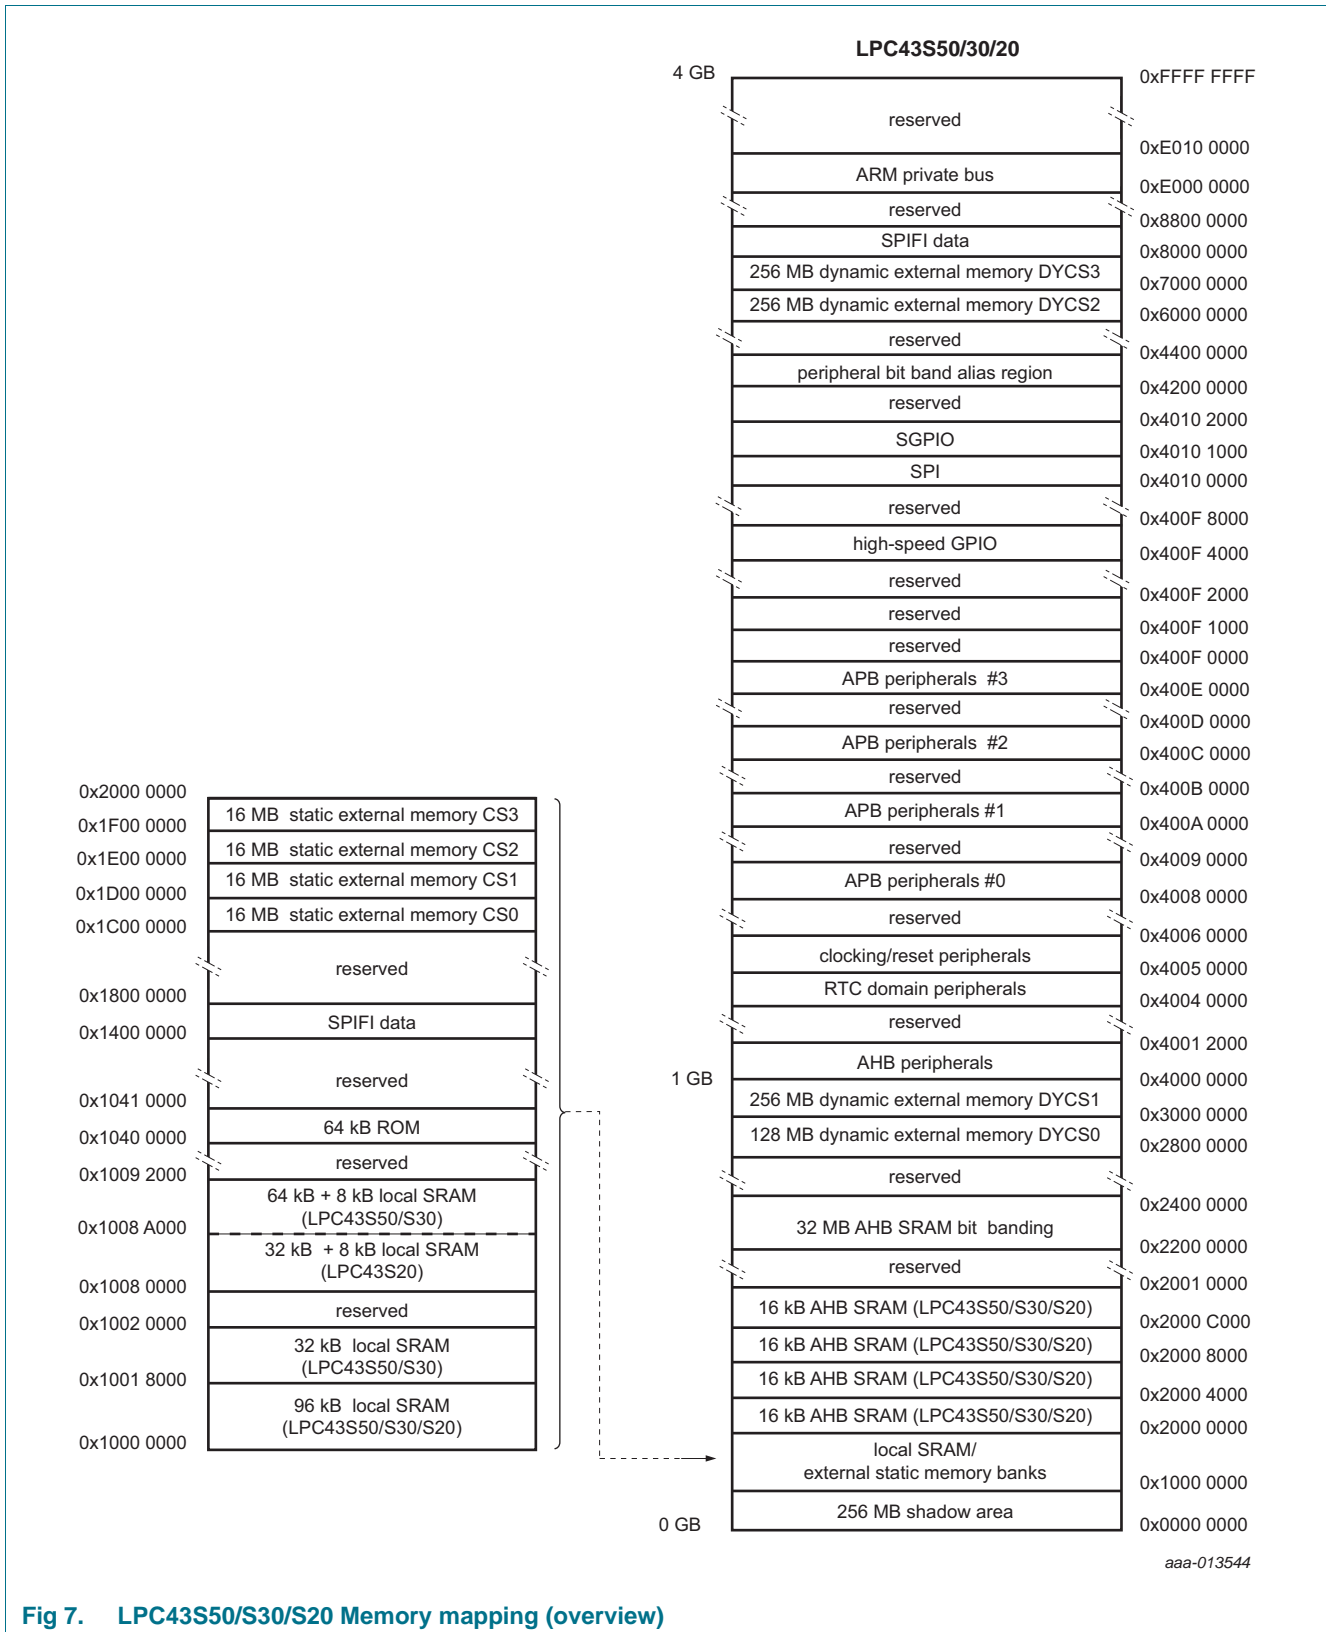 LPC43S50/30/20
4 GB
0xFFFF FFFF
reserved
0xE010 0000
ARM private bus
0xE000 0000
reserved
0x8800 0000
SPIFI data
0x8000 0000
256 MB dynamic external memory DYCS3
0x7000 0000
256 MB dynamic external memory DYCS2
0x6000 0000
reserved
0x4400 0000
peripheral bit band alias region
0x4200 0000
reserved
0x4010 2000
SGPIO
0x4010 1000
SPI
0x4010 0000
reserved
0x400F 8000
high-speed GPIO
0x400F 4000
reserved
0x400F 2000
reserved
0x400F 1000
reserved
0x400F 0000
APB peripherals #3
0x400E 0000
reserved
0x400D 0000
APB peripherals #2
0x400C 0000
reserved
0x400B 0000
APB peripherals #1
0x400A 0000
reserved
0x4009 0000
APB peripherals #0
0x4008 0000
reserved
0x4006 0000
clocking/reset peripherals
0x4005 0000
RTC domain peripherals
0x4004 0000
reserved
0x4001 2000
AHB peripherals
1 GB
0x4000 0000
256 MB dynamic external memory DYCS1
0x3000 0000
128 MB dynamic external memory DYCS0
0x2800 0000
reserved
0x2400 0000
32 MB AHB SRAM bit banding
0x2200 0000
reserved
0x2001 0000
16 kB AHB SRAM (LPC43S50/S30/S20)
0x2000 C000
16 kB AHB SRAM (LPC43S50/S30/S20)
0x2000 8000
16 kB AHB SRAM (LPC43S50/S30/S20)
0x2000 4000
16 kB AHB SRAM (LPC43S50/S30/S20)
0x2000 0000
local SRAM/
external static memory banks
0x1000 0000
256 MB shadow area
0 GB
0x0000 0000
0x2000 0000
16 MB static external memory CS3
0x1F00 0000
16 MB static external memory CS2
0x1E00 0000
16 MB static external memory CS1
0x1D00 0000
16 MB static external memory CS0
0x1C00 0000
reserved
0x1800 0000
SPIFI data
0x1400 0000
reserved
0x1041 0000
64 kB ROM
0x1040 0000
reserved
0x1009 2000
64 kB + 8 kB local SRAM
(LPC43S50/S30)
0x1008 A000
32 kB + 8 kB local SRAM
(LPC43S20)
0x1008 0000
reserved
0x1002 0000
32 kB local SRAM
(LPC43S50/S30)
0x1001 8000
96 kB local SRAM
(LPC43S50/S30/S20)
0x1000 0000
aaa-013544
Fig 7. LPC43S50/S30/S20 Memory mapping (overview)